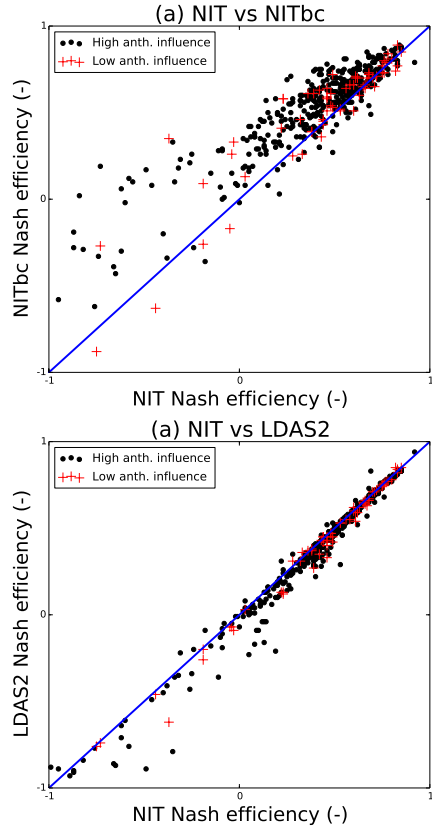 (a) NIT vs NITbc
1
High anth. influence
Low anth. influence
NITbc Nash efficiency (-)
0
-1
-1
0
1
NIT Nash efficiency (-)
(a) NIT vs LDAS2
1
High anth. influence
Low anth. influence
LDAS2 Nash efficiency (-)
0
-1
-1
0
1
NIT Nash efficiency (-)